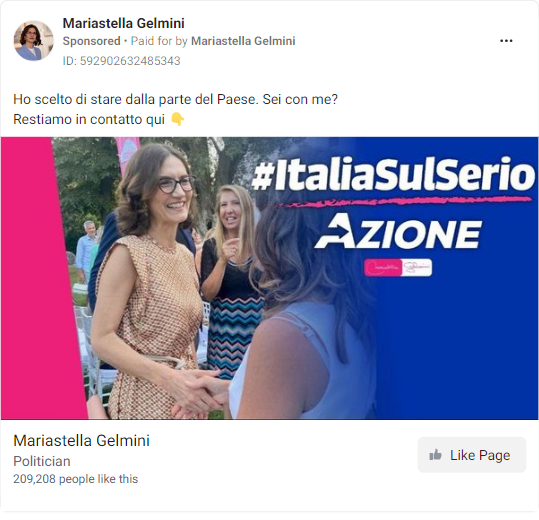 Mariastella Gelmini
Sponsored • Paid for by Mariastella Gelmini
ID: 592902632485343
Ho scelto di stare dalla parte del Paese. Sei con me?
Restiamo in contatto qui 👇
#ItaliaSulSerio
AZIONE
Mariastella Gelmini
Politician
209,208 people like this
Like Page